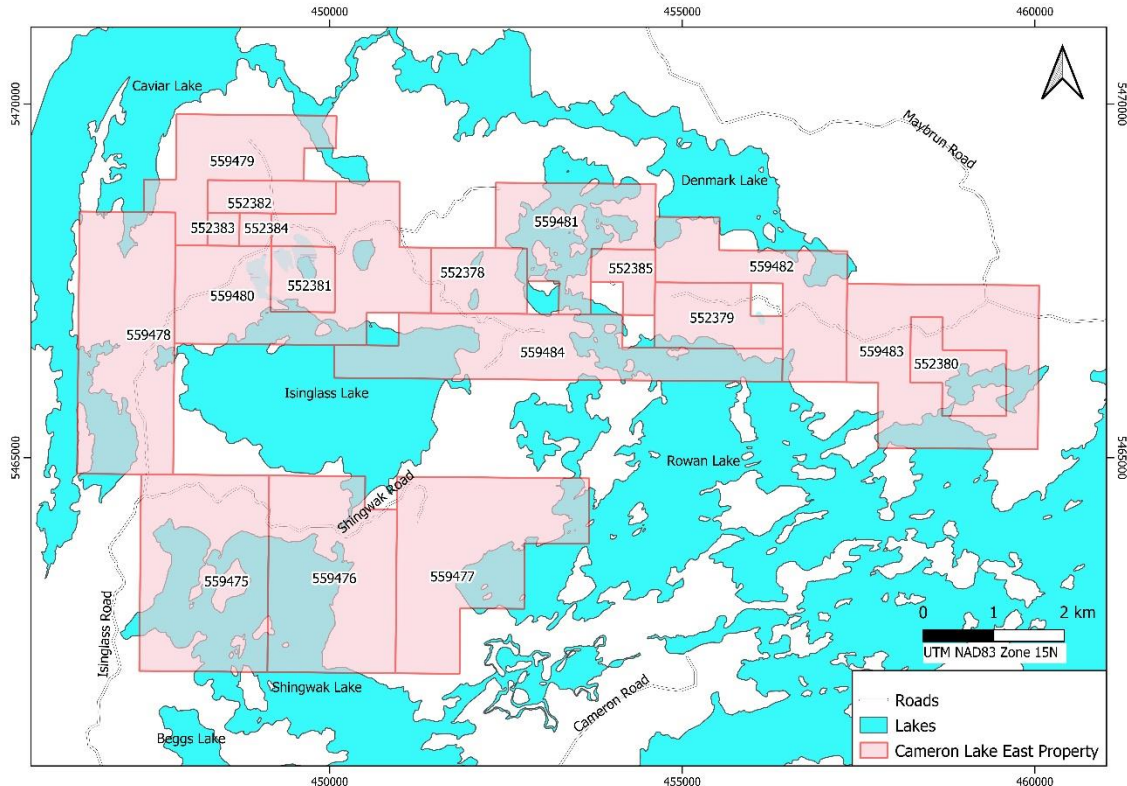 450000
455000
460000
Caviar Lake
5470000
5470000
Maybrun Road
559479
Denmark Lake
552382
559481
552383
552384
552385
559482
552378
559480
552381
559478
552379
559484
559483
552380
Isinglass Lake
5465000
5465000
Rowan Lake
Shingwak Road
559475
559476
559477
Isinglass Road
0 1 2 km
UTM NAD83 Zone 15N
Shingwak Lake
Cameron Road
Beggs Lake
Roads
Lakes
Cameron Lake East Property
450000
455000
460000